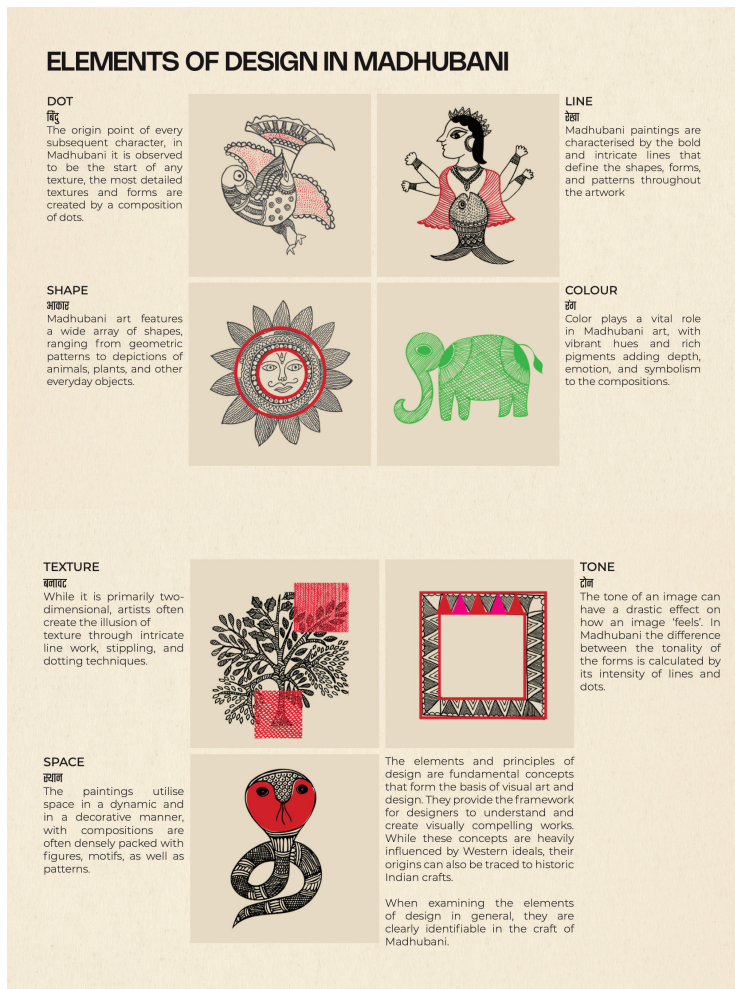 ELEMENTS OF DESIGN IN MADHUBANI
DOT
बिंदु
The origin point of every
subsequent character, in
Madhubani it is observed
to be the start of any
texture, the most detailed
textures and forms are
created by a composition
of dots.
LINE
रेखा
Madhubani paintings are
characterised by the bold
and intricate lines that
define the shapes, forms,
and patterns throughout
the artwork
SHAPE
आकार
Madhubani art features
a wide array of shapes,
ranging from geometric
patterns to depictions of
animals, plants, and other
everyday objects.
COLOUR
रंग
Color plays a vital role
in Madhubani art, with
vibrant hues and rich
pigments adding depth,
emotion, and symbolism
to the compositions.
TEXTURE
बनावट
While it is primarily two-
dimensional, artists often
create the illusion of
texture through intricate
line work, stippling, and
dotting techniques.
TONE
टोन
The tone of an image can
have a drastic effect on
how an image 'feels'. In
Madhubani the difference
between the tonality of
the forms is calculated by
its intensity of lines and
dots.
SPACE
स्थान
The paintings utilise
space in a dynamic and
in a decorative manner,
with compositions are
often densely packed with
figures, motifs, as well as
patterns.
The elements and principles of
design are fundamental concepts
that form the basis of visual art and
design. They provide the framework
for designers to understand and
create visually compelling works.
While these concepts are heavily
influenced by Western ideals, their
origins can also be traced to historic
Indian crafts.
When examining the elements
of design in general, they are
clearly identifiable in the craft of
Madhubani.